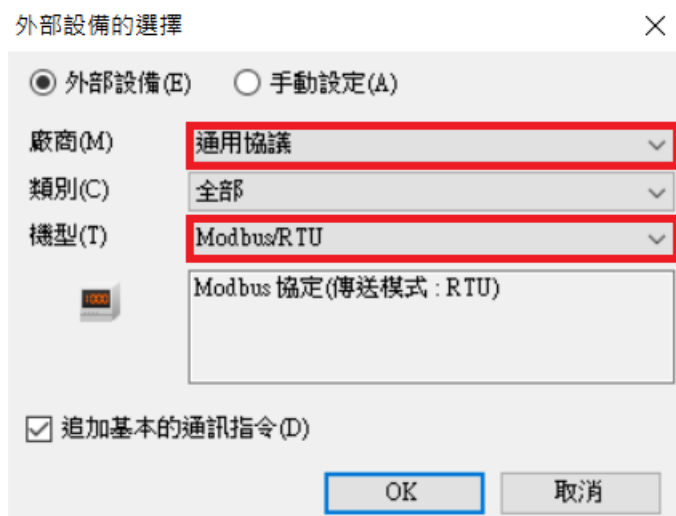 外部設備的選擇
外部設備(E) 手動設定(A)
廠商(M) 通用協議
類別(C) 全部
機型(T) Modbus/RTU
1000
Modbus 協定(傳送模式 : RTU)
追加基本的通訊指令(D)
OK 取消